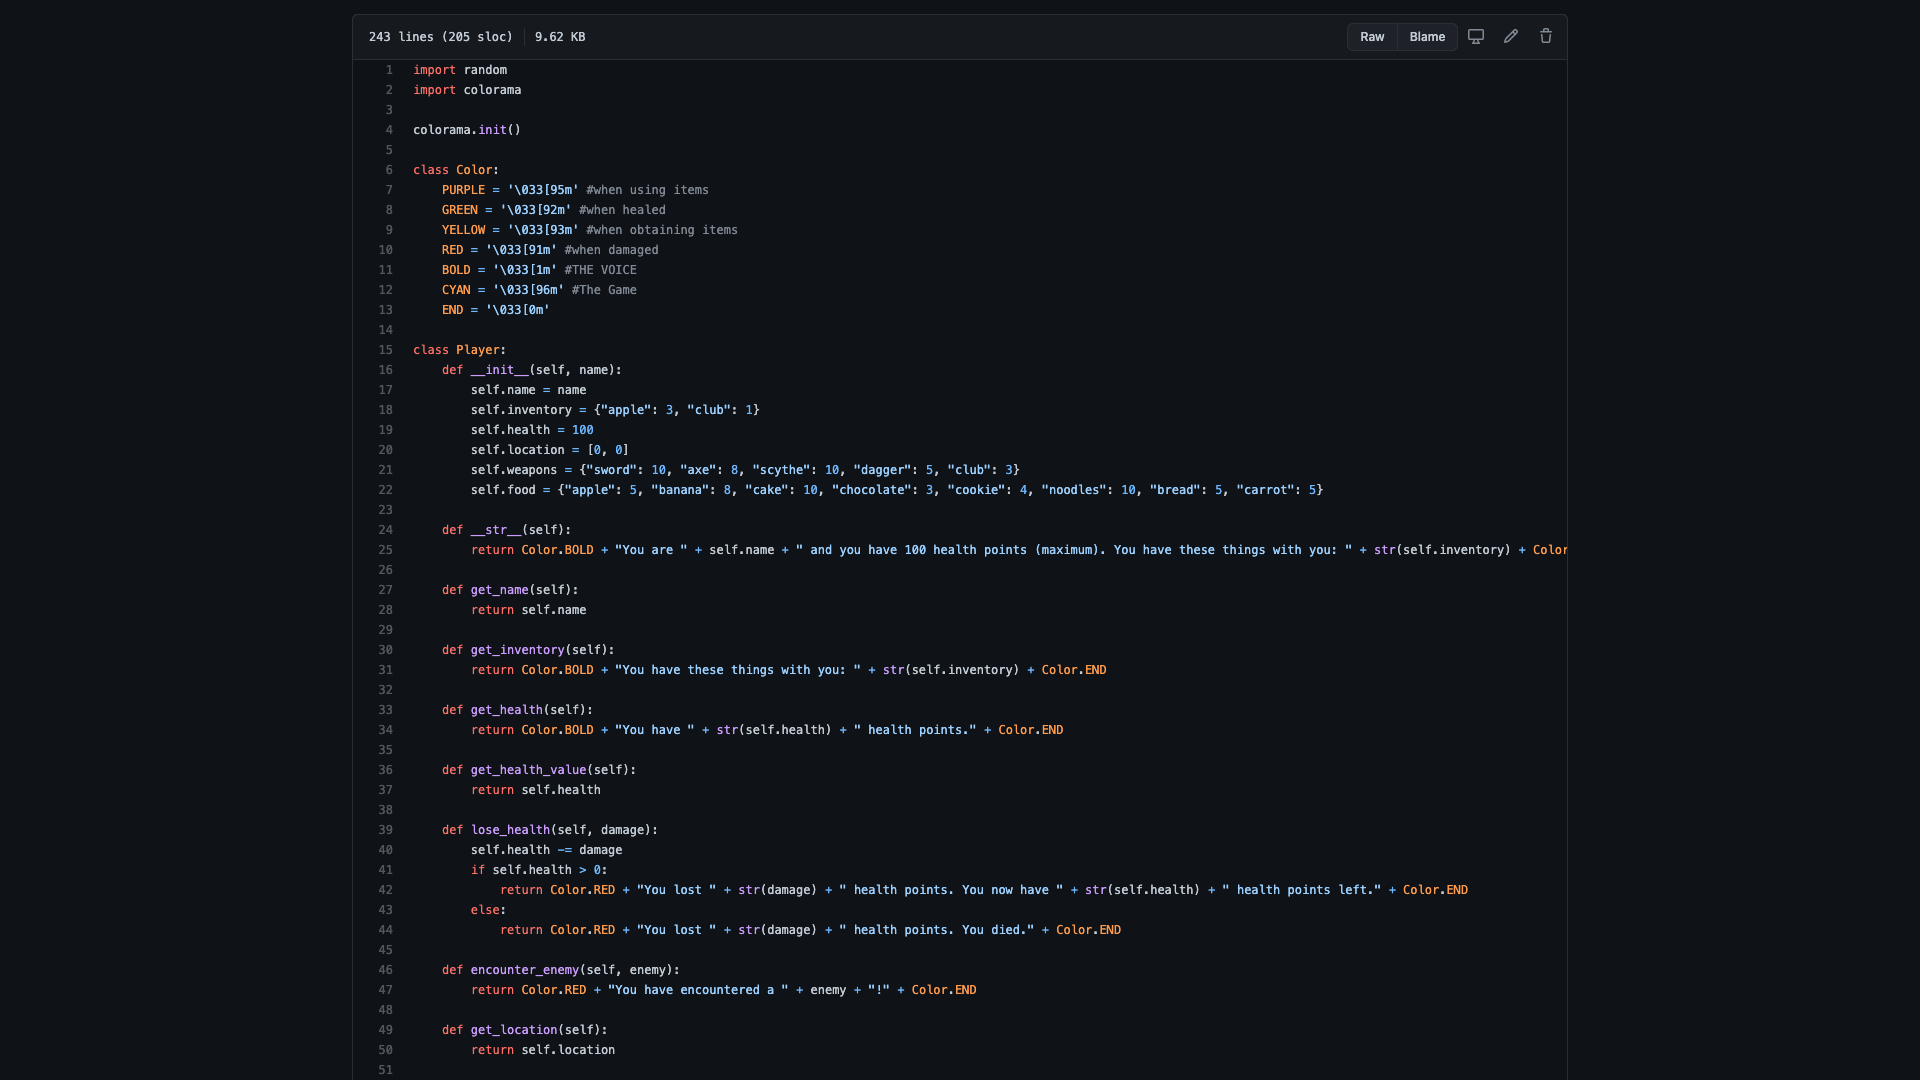 243 lines (205 sloc) 9.62 KB
Raw Blame
1 import random
2 import colorama
3
4 colorama.init()
5
6 class Color:
7     PURPLE = '\033[95m' #when using items
8     GREEN = '\033[92m' #when healed
9     YELLOW = '\033[93m' #when obtaining items
10     RED = '\033[91m' #when damaged
11     BOLD = '\033[1m' #THE VOICE
12     CYAN = '\033[96m' #The Game
13     END = '\033[0m'
14
15 class Player:
16     def __init__(self, name):
17         self.name = name
18         self.inventory = {"apple": 3, "club": 1}
19         self.health = 100
20         self.location = [0, 0]
21         self.weapons = {"sword": 10, "axe": 8, "scythe": 10, "dagger": 5, "club": 3}
22         self.food = {"apple": 5, "banana": 8, "cake": 10, "chocolate": 3, "cookie": 4, "noodles": 10, "bread": 5, "carrot": 5}
23
24     def __str__(self):
25         return Color.BOLD + "You are " + self.name + " and you have 100 health points (maximum). You have these things with you: " + str(self.inventory) + Color
26
27     def get_name(self):
28         return self.name
29
30     def get_inventory(self):
31         return Color.BOLD + "You have these things with you: " + str(self.inventory) + Color.END
32
33     def get_health(self):
34         return Color.BOLD + "You have " + str(self.health) + " health points." + Color.END
35
36     def get_health_value(self):
37         return self.health
38
39     def lose_health(self, damage):
40         self.health -= damage
41         if self.health > 0:
42             return Color.RED + "You lost " + str(damage) + " health points. You now have " + str(self.health) + " health points left." + Color.END
43         else:
44             return Color.RED + "You lost " + str(damage) + " health points. You died." + Color.END
45
46     def encounter_enemy(self, enemy):
47         return Color.RED + "You have encountered a " + enemy + "!" + Color.END
48
49     def get_location(self):
50         return self.location
51